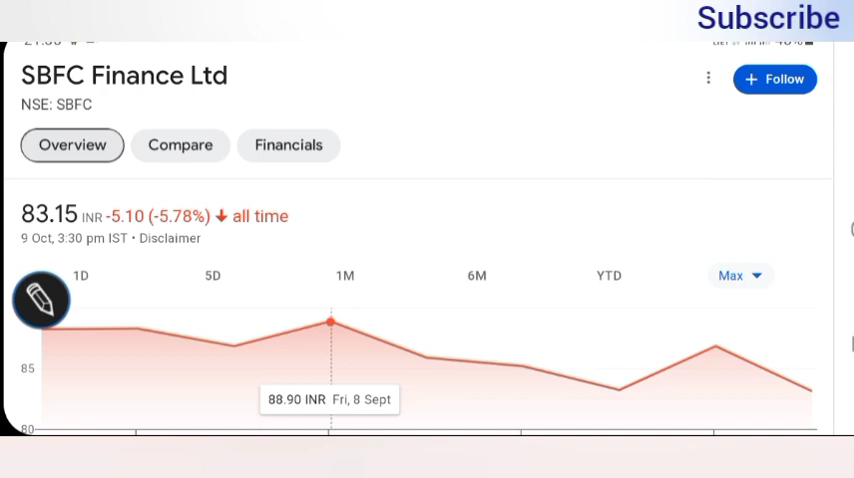 Subscribe
SBFC Finance Ltd
+ Follow
NSE: SBFC
Overview
Compare
Financials
83.15 INR -5.10 (-5.78%) ↓ all time
9 Oct, 3:30 pm IST • Disclaimer
1D
5D
1M
6M
YTD
Max
85
88.90 INR Fri, 8 Sept
80